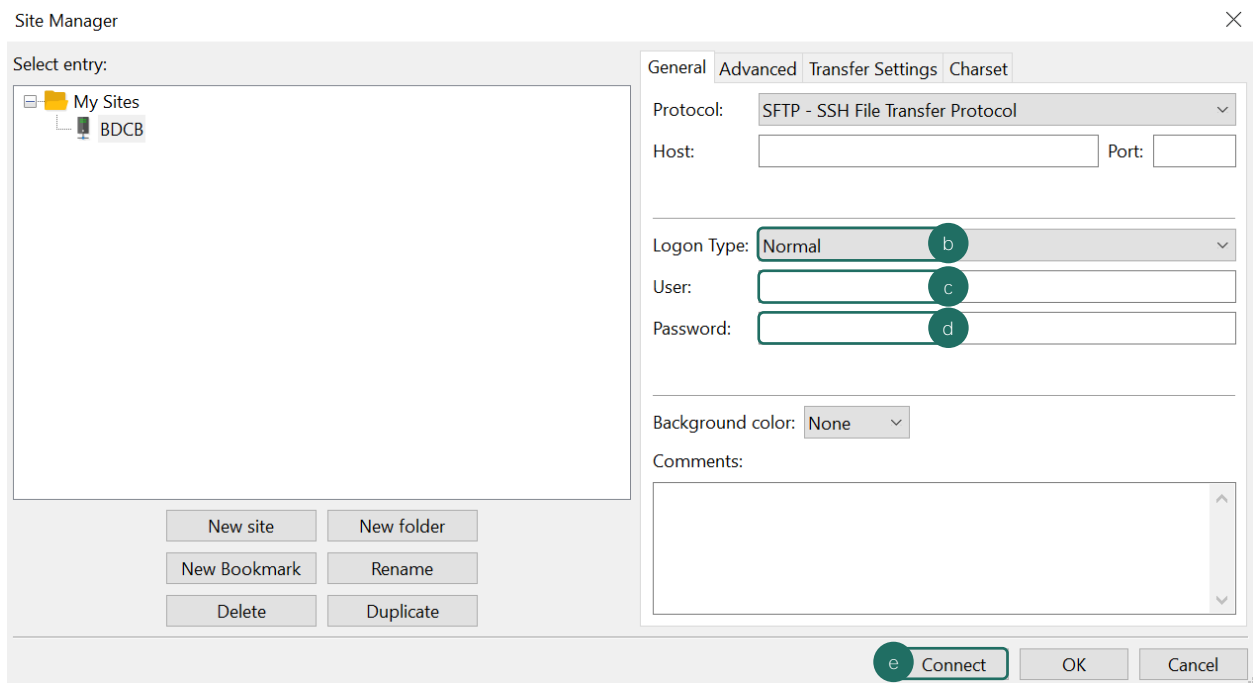 Site Manager
Select entry:
My Sites
BDCB
New site
New folder
New Bookmark
Rename
Delete
Duplicate
General Advanced Transfer Settings Charset
Protocol: SFTP - SSH File Transfer Protocol
Host:
Port:
Logon Type: Normal b
User: c
Password: d
Background color: None
Comments:
e Connect
OK
Cancel